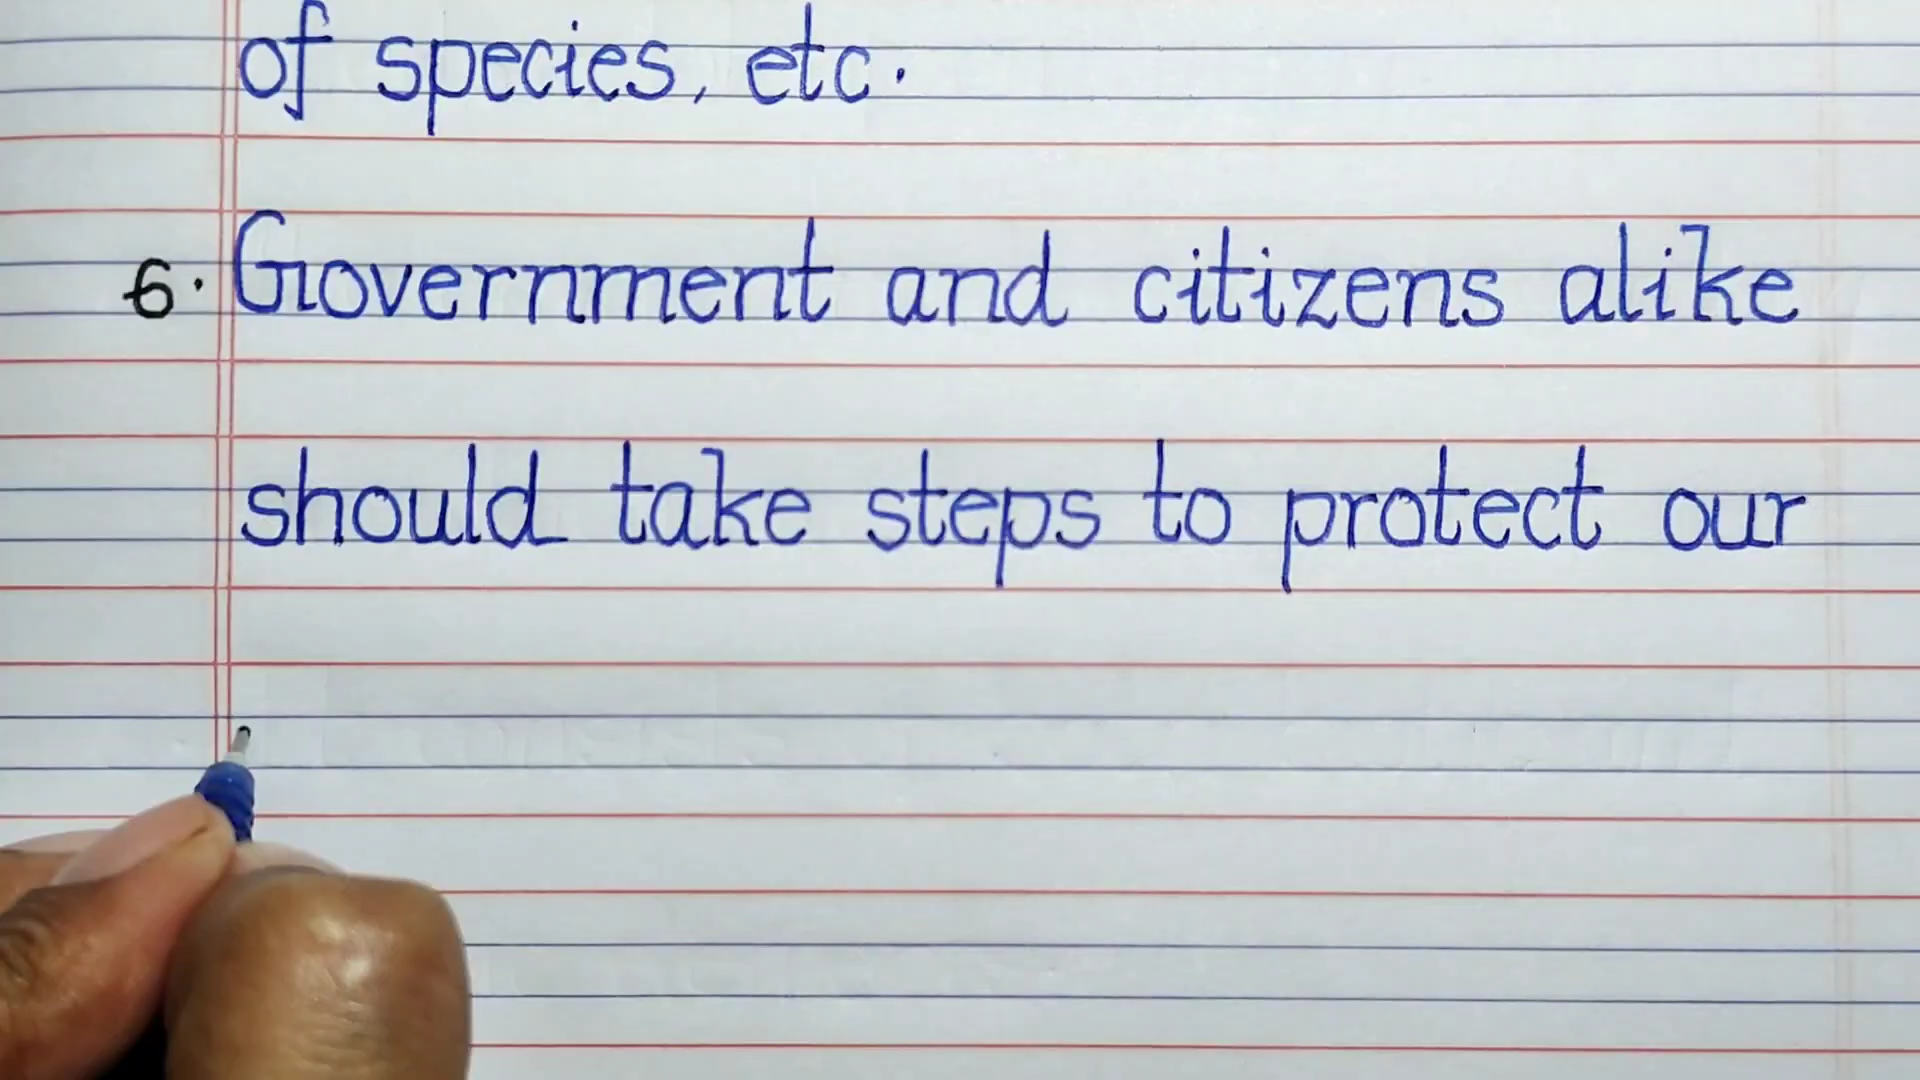 of species, etc.
6. Government and citizens alike
should take steps to protect our